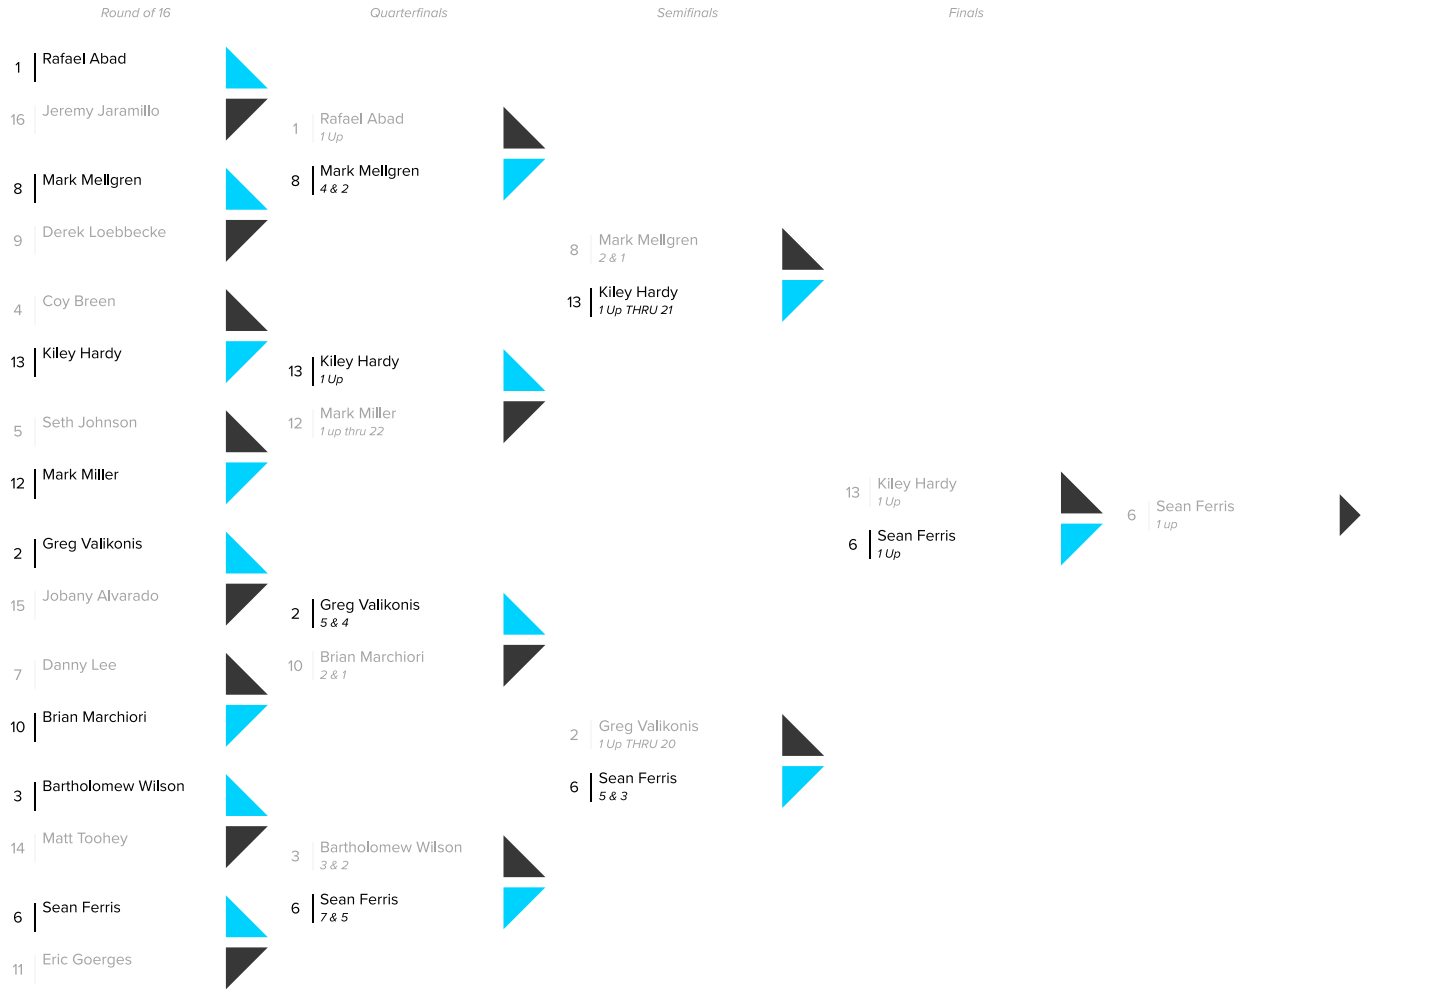 Round of 16
Quarterfinals
Semifinals
Finals
1 Rafael Abad
16 Jeremy Jaramillo
8 Mark Mellgren
9 Derek Loebbecke
4 Coy Breen
13 Kiley Hardy
5 Seth Johnson
12 Mark Miller
2 Greg Valikonis
15 Jobany Alvarado
7 Danny Lee
10 Brian Marchiori
3 Bartholomew Wilson
14 Matt Toohey
6 Sean Ferris
11 Eric Goerges
1 Rafael Abad
1 Up
8 Mark Mellgren
4 & 2
13 Kiley Hardy
1 Up
12 Mark Miller
1 up thru 22
2 Greg Valikonis
5 & 4
10 Brian Marchiori
2 & 1
3 Bartholomew Wilson
3 & 2
6 Sean Ferris
7 & 5
8 Mark Mellgren
2 & 1
13 Kiley Hardy
1 Up THRU 21
2 Greg Valikonis
1 Up THRU 20
6 Sean Ferris
5 & 3
13 Kiley Hardy
1 Up
6 Sean Ferris
1 Up
6 Sean Ferris
1 up